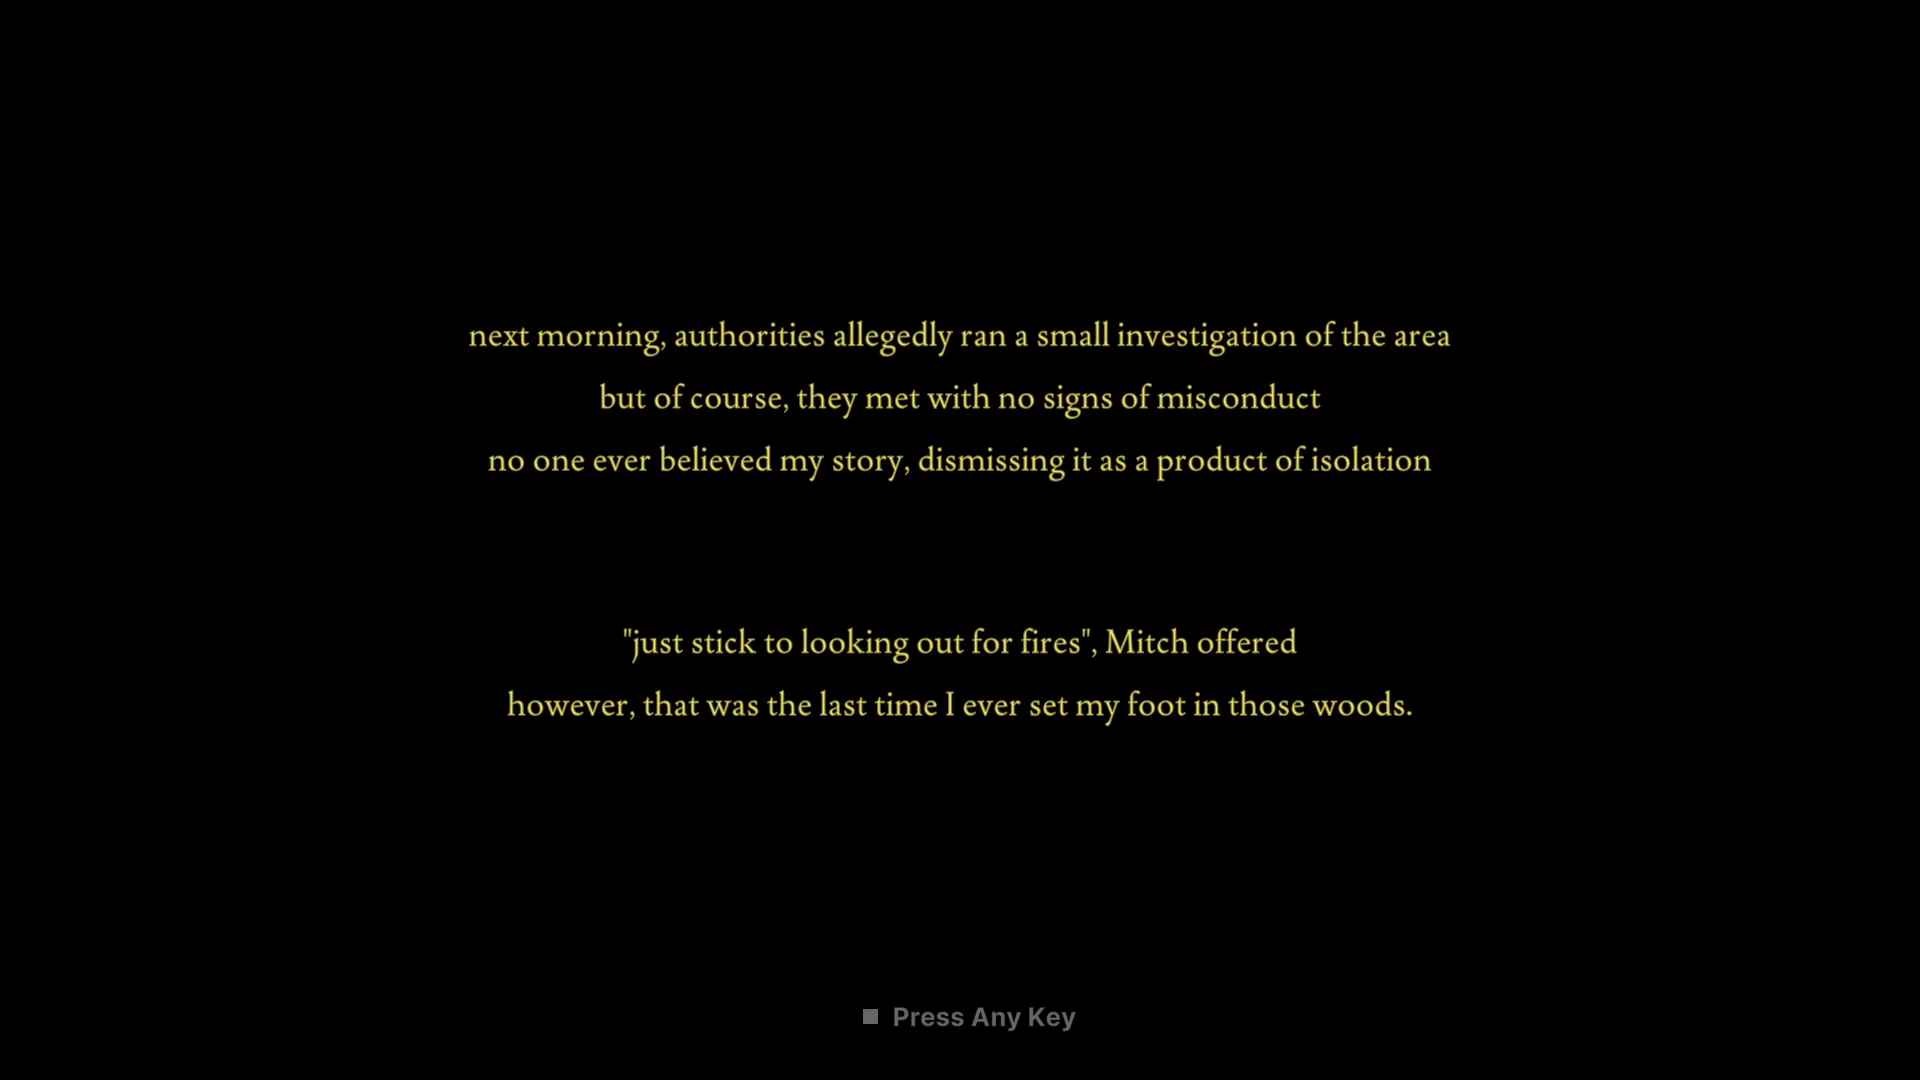 next morning, authorities allegedly ran a small investigation of the area
but of course, they met with no signs of misconduct
no one ever believed my story, dismissing it as a product of isolation
"just stick to looking out for fires", Mitch offered
however, that was the last time I ever set my foot in those woods.
Press Any Key